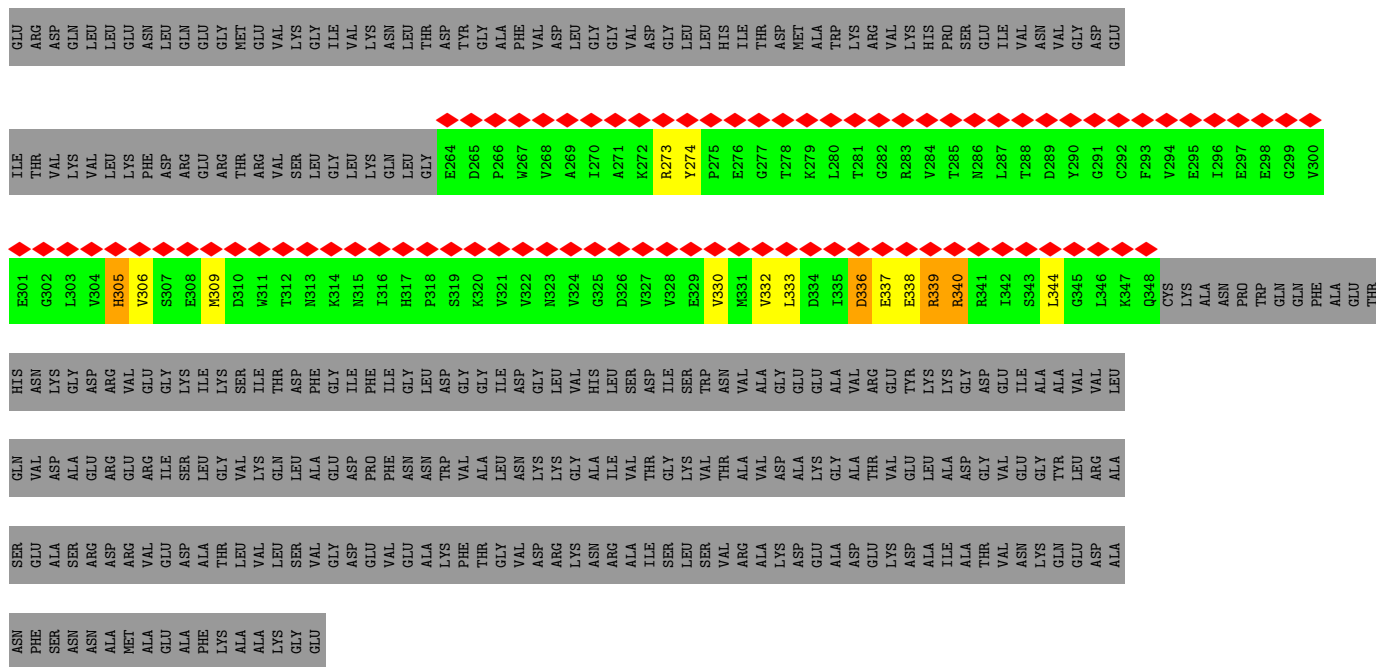 GLU ARG ASP GLN LEU LEU GLU ASN LEU GLN GLU GLY MET GLU VAL LYS GLY ILE VAL LYS ASN LEU THR ASP TYR GLY ALA PHE VAL ASP LEU GLY GLY VAL ASP GLY LEU LEU HIS ILE THR ASP MET ALA TRP LYS ARG VAL LYS HIS PRO SER GLU ILE VAL ASN VAL GLY ASP GLU
ILE THR VAL LYS VAL LEU LYS PHE ASP ARG GLU ARG THR ARG VAL SER LEU GLY LEU LYS GLN LEU GLY E264 D265 P266 W267 V268 A269 I270 A271 K272 R273 Y274 P275 E276 G277 T278 K279 L280 T281 G282 R283 V284 T285 N286 L287 T288 D289 Y290 G291 C292 F293 V294 E295 I296 E297 E298 G299 V300
E301 G302 L303 V304 H305 V306 S307 E308 M309 D310 W311 T312 N313 K314 N315 I316 H317 P318 S319 K320 V321 V322 N323 V324 G325 D326 V327 V328 E329 V330 M331 V332 L333 D334 I335 D336 E337 E338 R339 R340 R341 I342 S343 L344 G345 L346 K347 Q348 CYS LYS ALA ASN PRO TRP GLN GLN PHE ALA GLU THR
HIS ASN LYS GLY ASP ARG VAL GLU GLY LYS ILE LYS SER ILE THR ASP PHE GLY ILE PHE ILE GLY LEU ASP GLY GLY ILE ASP GLY LEU VAL HIS LEU SER ASP ILE SER TRP ASN VAL ALA GLY GLU GLU ALA VAL ARG GLU TYR LYS LYS GLY ASP GLU ILE ALA ALA VAL VAL LEU
GLN VAL ASP ALA GLU ARG GLU ARG ILE SER LEU GLY VAL LYS GLN LEU ALA GLU ASP PRO PHE ASN ASN TRP VAL ALA LEU ASN LYS LYS GLY ALA ILE VAL THR GLY LYS VAL THR ALA VAL ASP ALA LYS GLY ALA THR VAL GLU LEU ALA ASP GLY VAL GLU GLY TYR LEU ARG ALA
SER GLU ALA SER ARG ASP ARG VAL GLU ASP ALA THR LEU VAL LEU SER VAL GLY ASP GLU VAL GLU ALA LYS PHE THR GLY VAL ASP ARG LYS ASN ARG ALA ILE SER LEU SER VAL ARG ALA LYS ASP GLU ALA ASP GLU LYS ASP ALA ILE ALA THR VAL ASN LYS GLN GLU ASP ALA
ASN PHE SER ASN ASN ALA MET ALA GLU ALA PHE LYS ALA ALA LYS GLY GLU